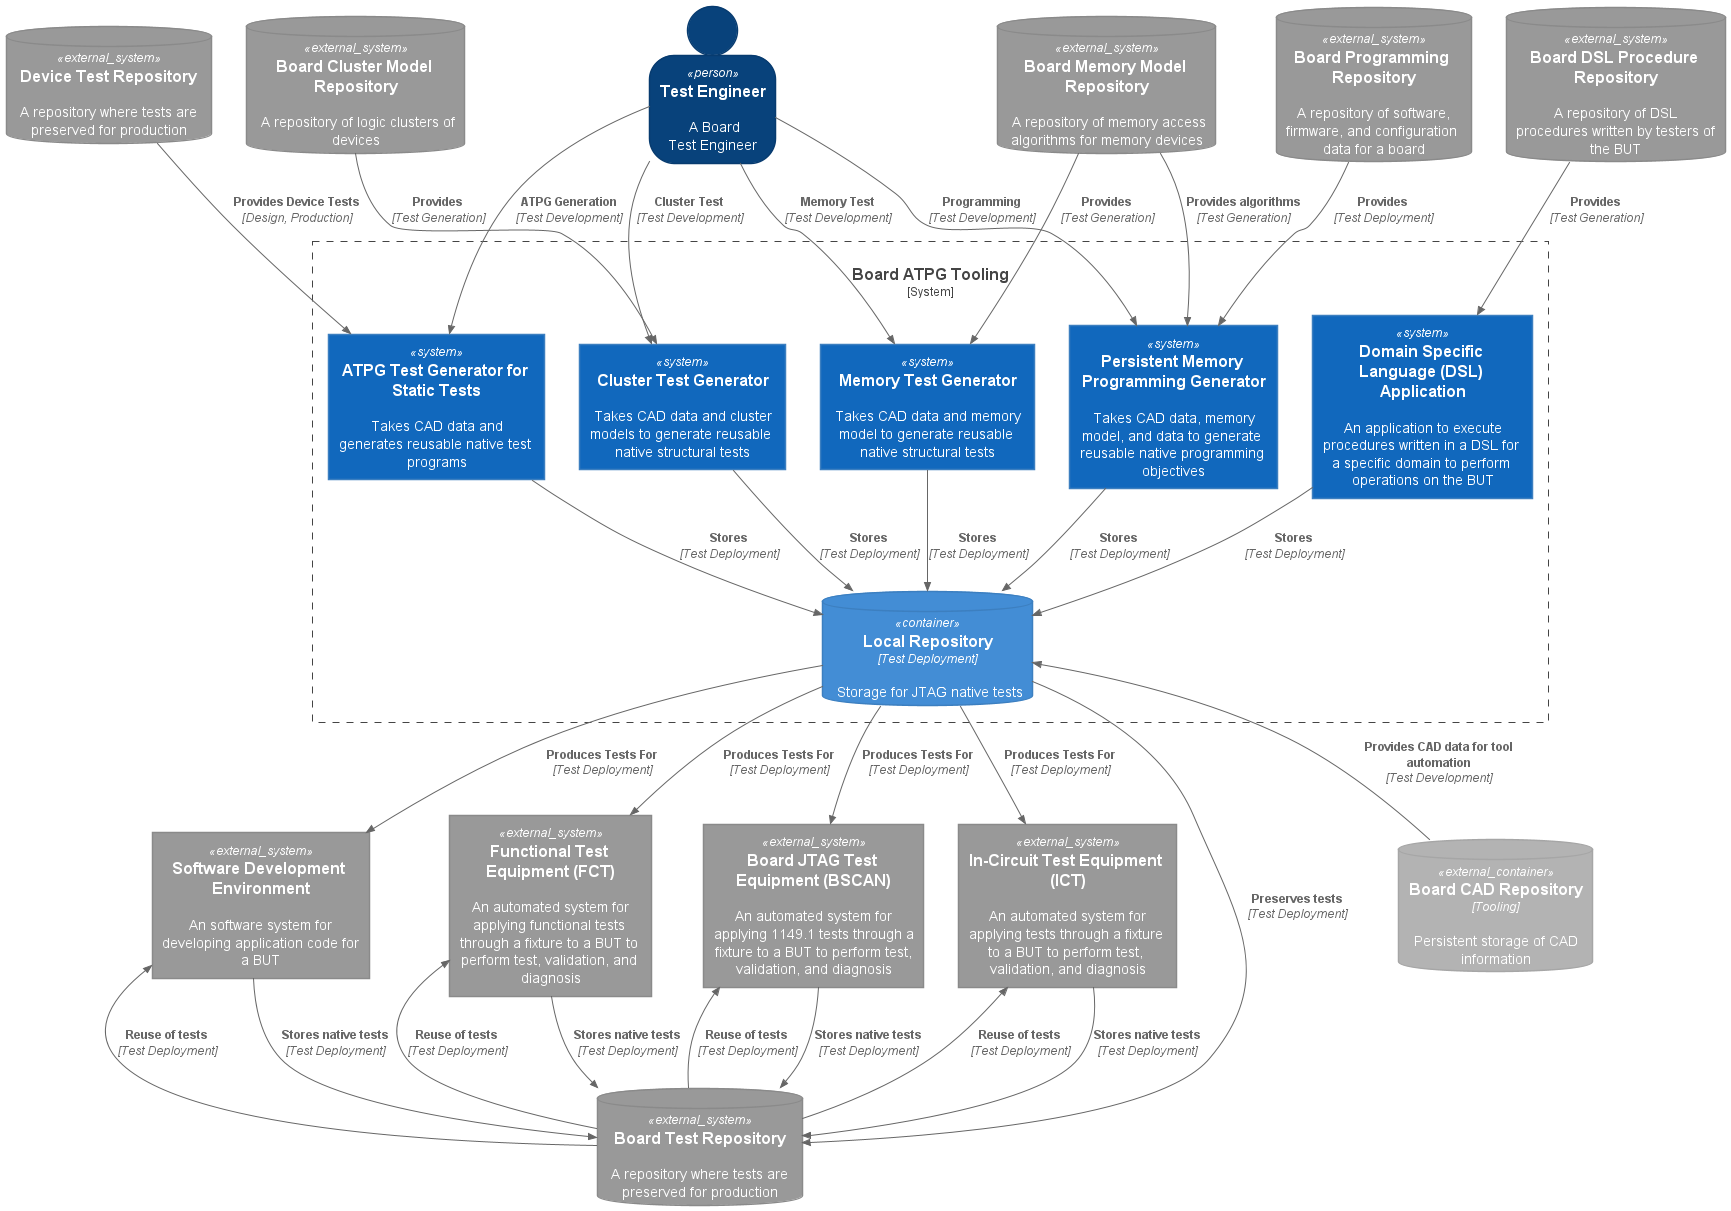 «external_system»
Device Test Repository
A repository where tests are
preserved for production
«external_system»
Board Cluster Model
Repository
A repository of logic clusters of
devices
«person»
Test Engineer
A Board
Test Engineer
«external_system»
Board Memory Model
Repository
A repository of memory access
algorithms for memory devices
«external_system»
Board Programming
Repository
A repository of software,
firmware, and configuration
data for a board
«external_system»
Board DSL Procedure
Repository
A repository of DSL
procedures written by testers of
the BUT
Provides Device Tests
[Design, Production]
Provides
[Test Generation]
ATPG Generation
[Test Development]
Cluster Test
[Test Development]
Memory Test
[Test Development]
Programming
[Test Development]
Provides
[Test Generation]
Provides algorithms
[Test Generation]
Provides
[Test Deployment]
Provides
[Test Generation]
Board ATPG Tooling
[System]
«system»
ATPG Test Generator for
Static Tests
Takes CAD data and
generates reusable native test
programs
«system»
Cluster Test Generator
Takes CAD data and cluster
models to generate reusable
native structural tests
«system»
Memory Test Generator
Takes CAD data and memory
model to generate reusable
native structural tests
«system»
Persistent Memory
Programming Generator
Takes CAD data, memory
model, and data to generate
reusable native programming
objectives
«system»
Domain Specific
Language (DSL)
Application
An application to execute
procedures written in a DSL for
a specific domain to perform
operations on the BUT
Stores
[Test Deployment]
Stores
[Test Deployment]
Stores
[Test Deployment]
Stores
[Test Deployment]
Stores
[Test Deployment]
«container»
Local Repository
[Test Deployment]
Storage for JTAG native tests
Produces Tests For
[Test Deployment]
Produces Tests For
[Test Deployment]
Produces Tests For
[Test Deployment]
Produces Tests For
[Test Deployment]
Provides CAD data for tool
automation
[Test Development]
«external_system»
Software Development
Environment
An software system for
developing application code for
a BUT
«external_system»
Functional Test
Equipment (FCT)
An automated system for
applying functional tests
through a fixture to a BUT to
perform test, validation, and
diagnosis
«external_system»
Board JTAG Test
Equipment (BSCAN)
An automated system for
applying 1149.1 tests through a
fixture to a BUT to perform test,
validation, and diagnosis
«external_system»
In-Circuit Test Equipment
(ICT)
An automated system for
applying tests through a fixture
to a BUT to perform test,
validation, and diagnosis
Preserves tests
[Test Deployment]
«external_container»
Board CAD Repository
[Tooling]
Persistent storage of CAD
information
Reuse of tests
[Test Deployment]
Stores native tests
[Test Deployment]
Reuse of tests
[Test Deployment]
Stores native tests
[Test Deployment]
Reuse of tests
[Test Deployment]
Stores native tests
[Test Deployment]
Reuse of tests
[Test Deployment]
Stores native tests
[Test Deployment]
«external_system»
Board Test Repository
A repository where tests are
preserved for production